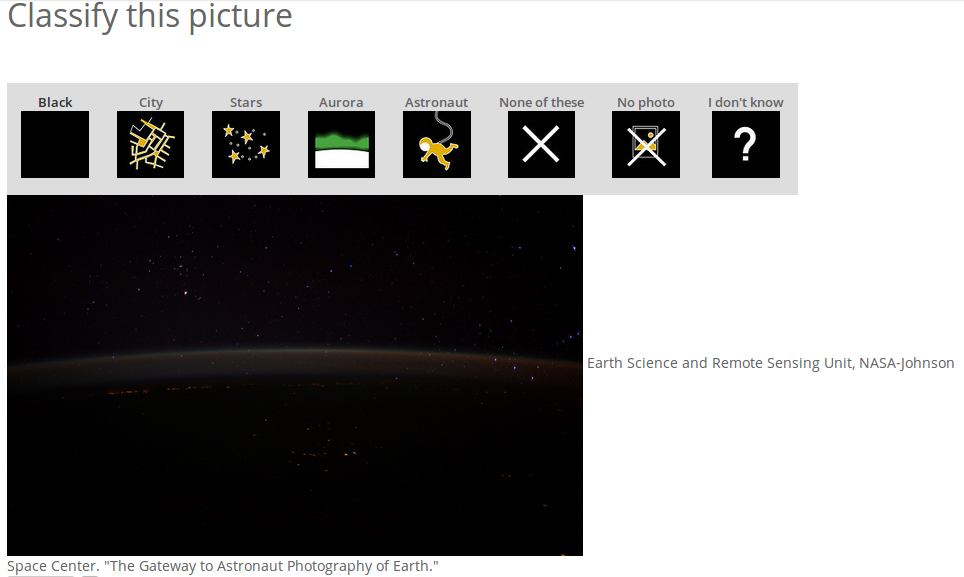 Classify this picture
Black City Stars Aurora Astronaut None of these No photo I don't know
?
Earth Science and Remote Sensing Unit, NASA-Johnson
Space Center. "The Gateway to Astronaut Photography of Earth."